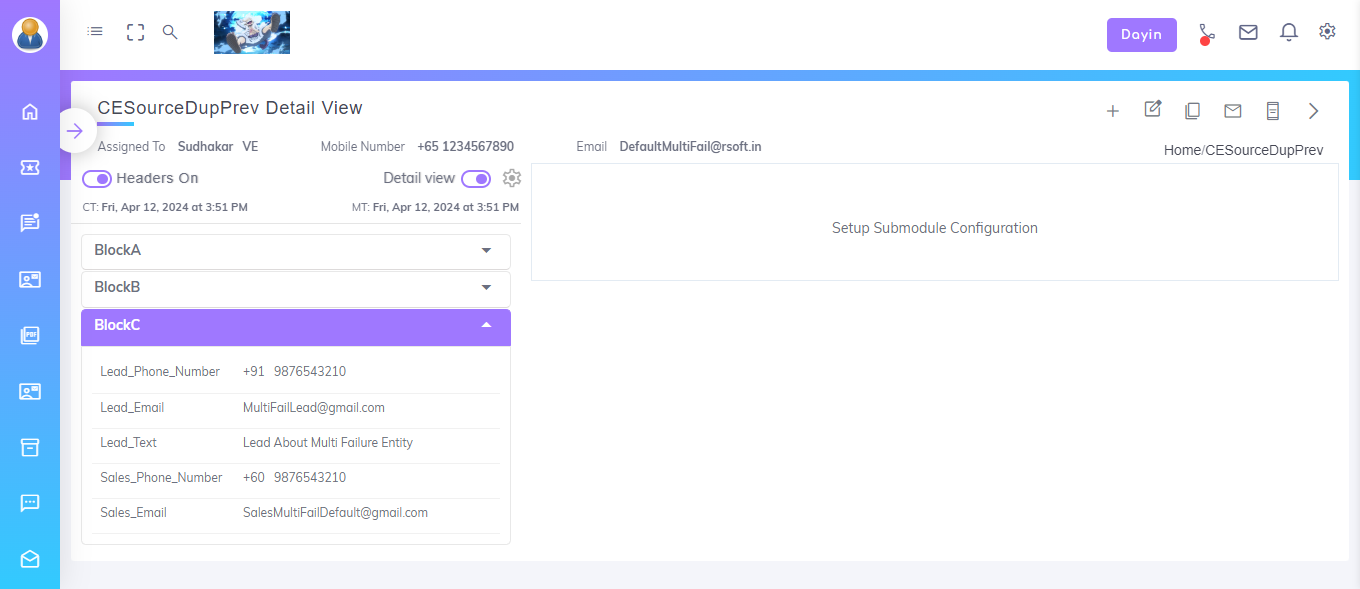 Dayin
CESourceDupPrev Detail View
Assigned To Sudhakar VE Mobile Number +65 1234567890 Email DefaultMultiFail@rsoft.in
Home/CESourceDupPrev
Headers On Detail view
CT: Fri, Apr 12, 2024 at 3:51 PM MT: Fri, Apr 12, 2024 at 3:51 PM
Setup Submodule Configuration
BlockA
BlockB
BlockC
Lead_Phone_Number +91 9876543210
Lead_Email MultiFailLead@gmail.com
Lead_Text Lead About Multi Failure Entity
Sales_Phone_Number +60 9876543210
Sales_Email SalesMultiFailDefault@gmail.com
PDF